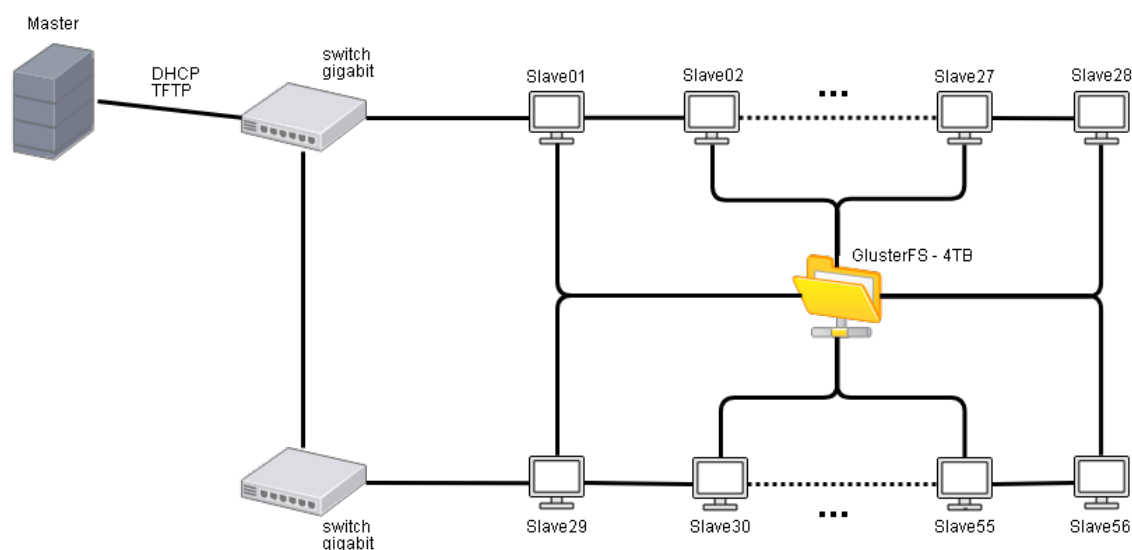 Master
DHCP
TFTP
switch
gigabit
Slave01
Slave02
...
Slave27
Slave28
GlusterFS - 4TB
switch
gigabit
Slave29
Slave30
...
Slave55
Slave56